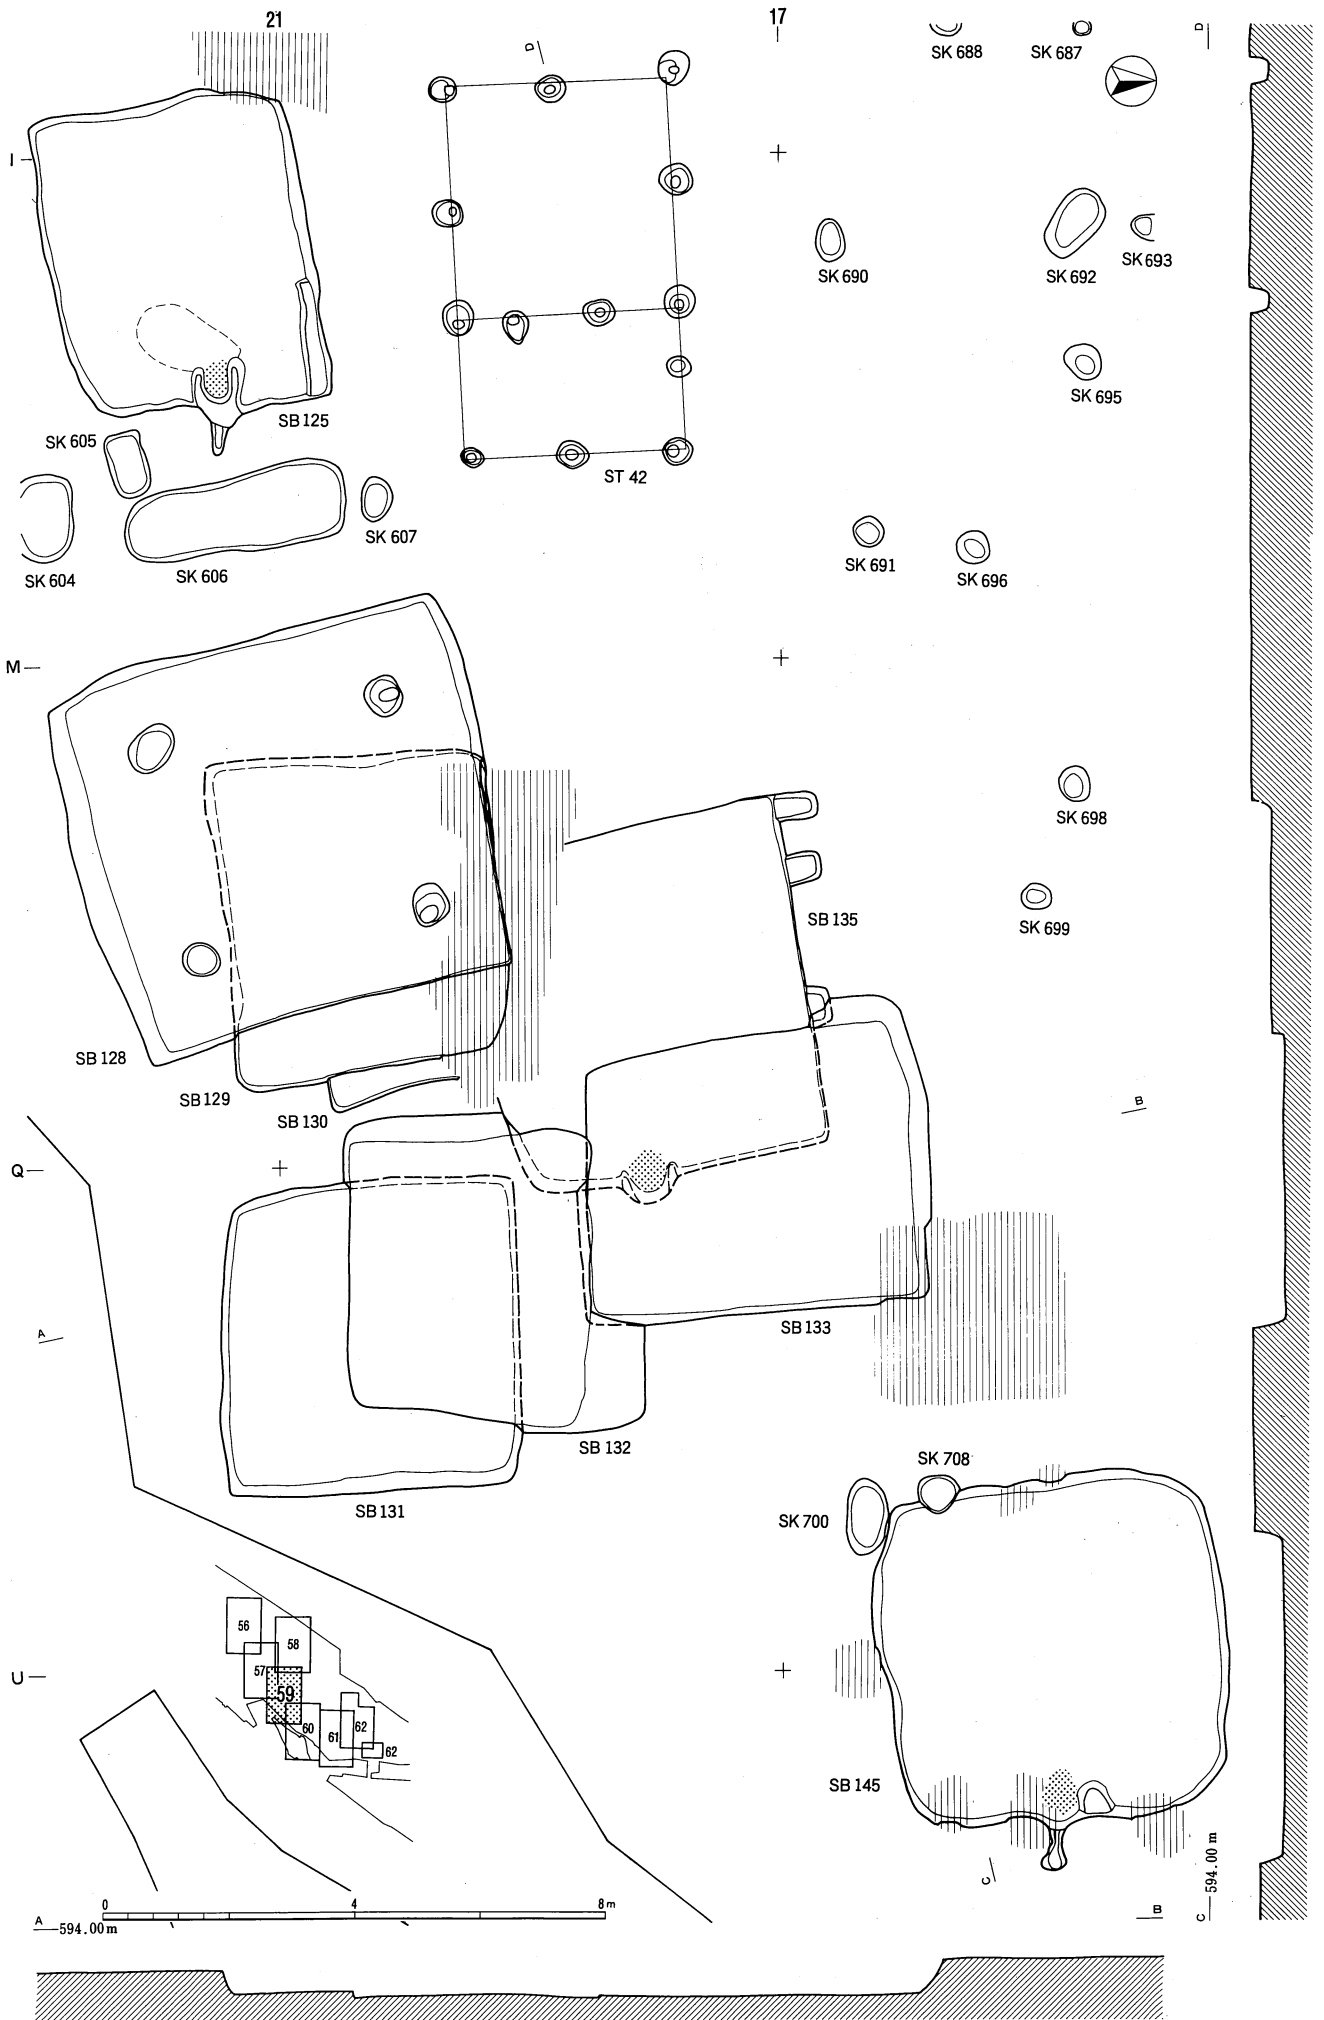 21
17
D
D
SK 688
SK 687
I
SK 690
SK 692
SK 693
SK 695
SB 125
SK 605
ST 42
SK 607
SK 604
SK 606
SK 691
SK 696
M
SK 698
SB 135
SK 699
SB 128
SB 129
SB 130
B
Q
A
SB 133
SB 132
SK 708
SB 131
SK 700
56
58
57
59
60
61
62
62
U
SB 145
C
C
594.00 m
0
4
8m
A
594.00m
B